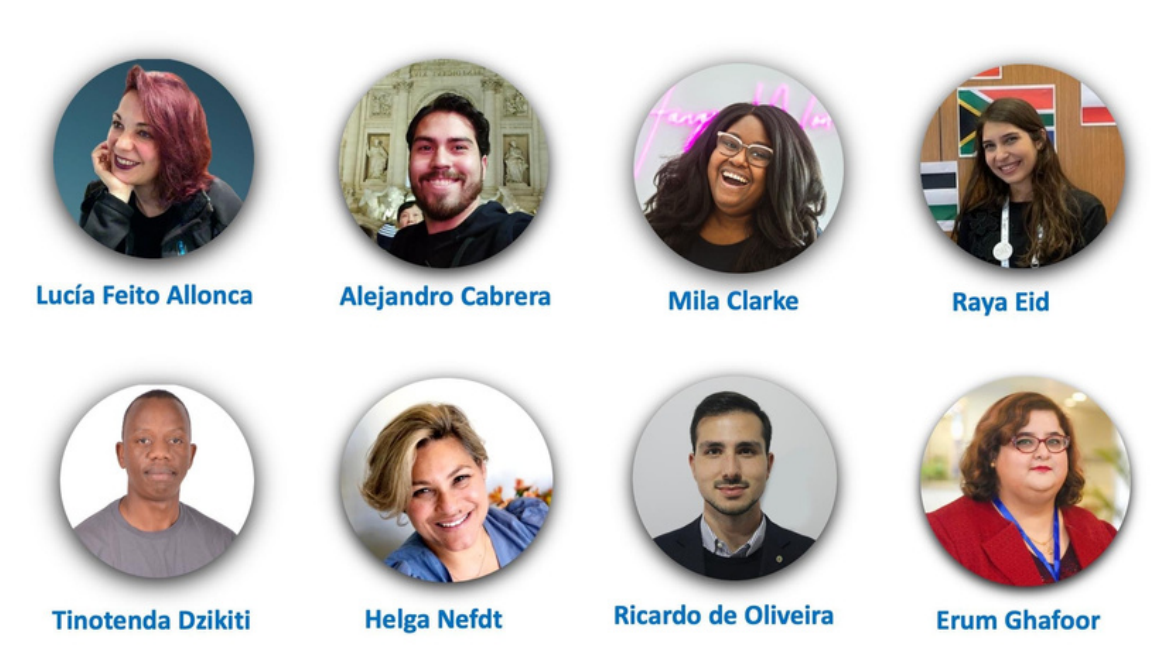 Lucía Feito Allonca
Alejandro Cabrera
Mila Clarke
Raya Eid
Tinotenda Dzikiti
Helga Nefdt
Ricardo de Oliveira
Erum Ghafoor